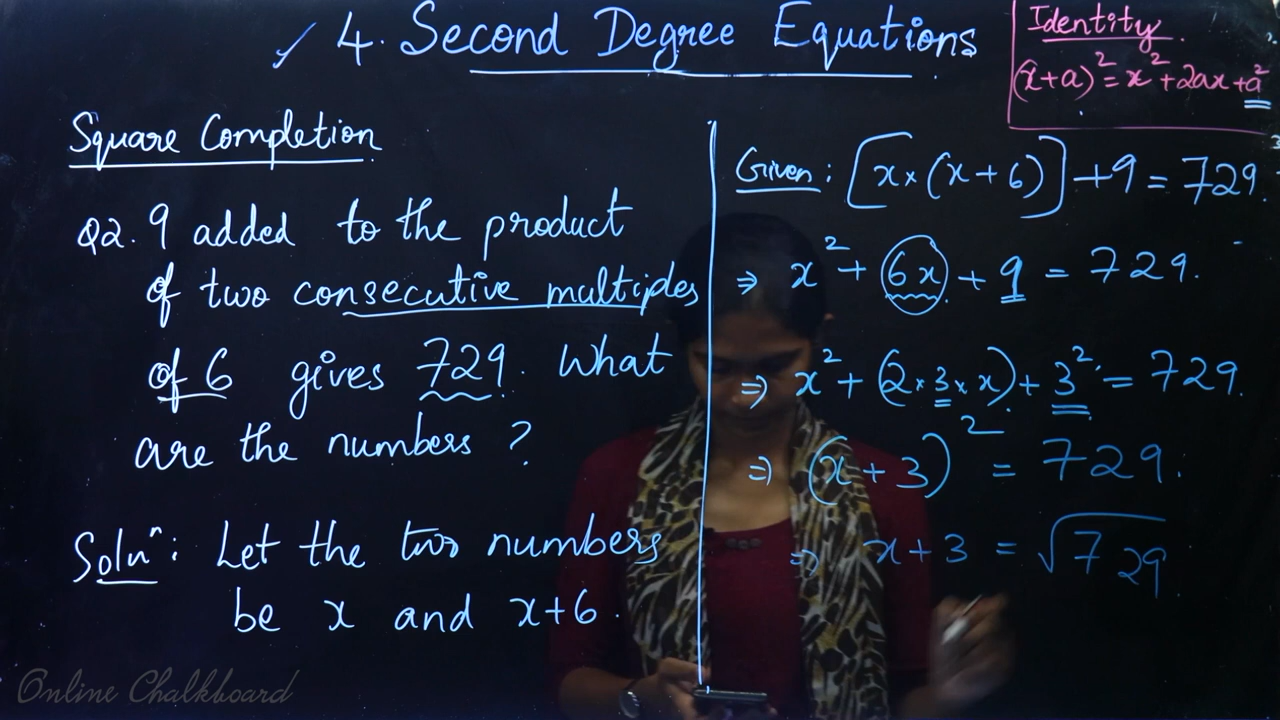 ✓ 4. Second Degree Equations
Identity
(x+a)² = x² + 2ax + a²
Square Completion
Q2. 9 added to the product
of two consecutive multiples
of 6 gives 729. What
are the numbers ?
Soluⁿ: Let the two numbers
be x and x+6.
Given: [x × (x + 6)] + 9 = 729.
⇒ x² + 6x + 9 = 729.
⇒ x² + (2 × 3 × x) + 3² = 729.
⇒ (x + 3)² = 729.
⇒ x + 3 = √729
Online Chalkboard